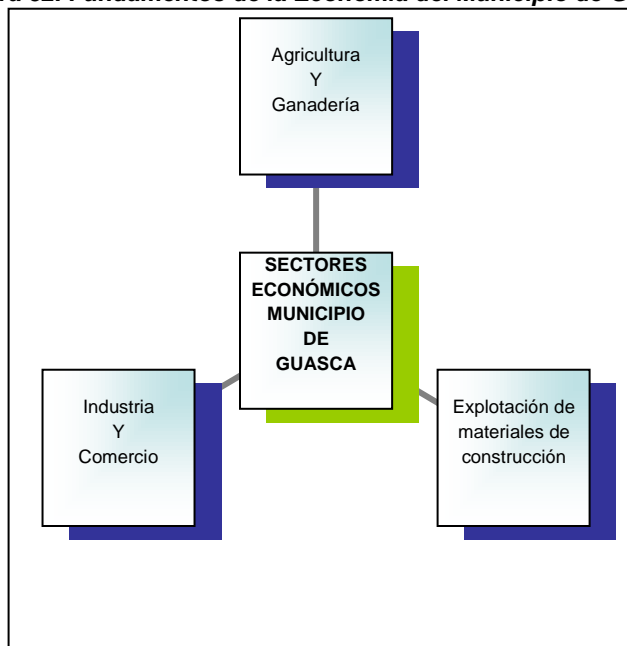 Fundamentos de la Economía del Municipio de
Agricultura
Y
Ganadería
SECTORES
ECONÓMICOS
MUNICIPIO
DE
GUASCA
Industria
Y
Comercio
Explotación de
materiales de
construcción